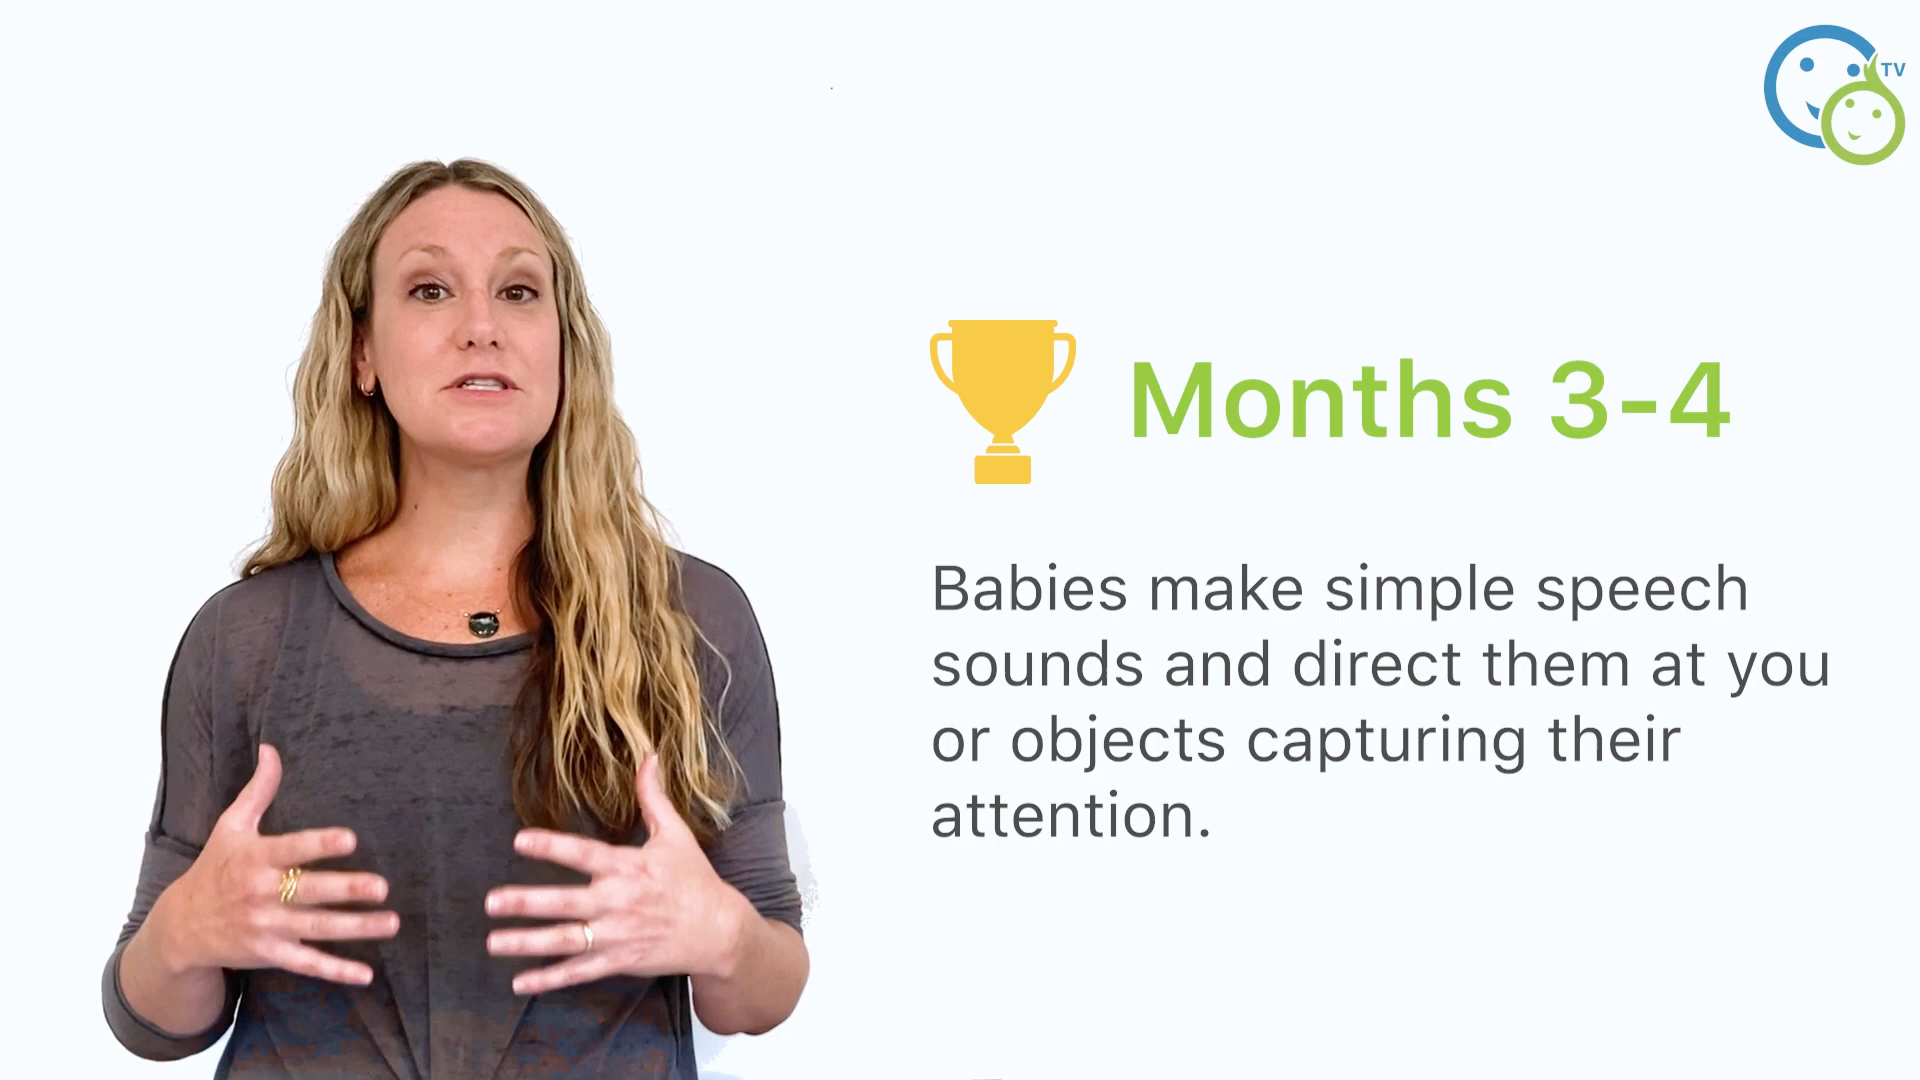 TV
Months 3-4
Babies make simple speech
sounds and direct them at you
or objects capturing their
attention.